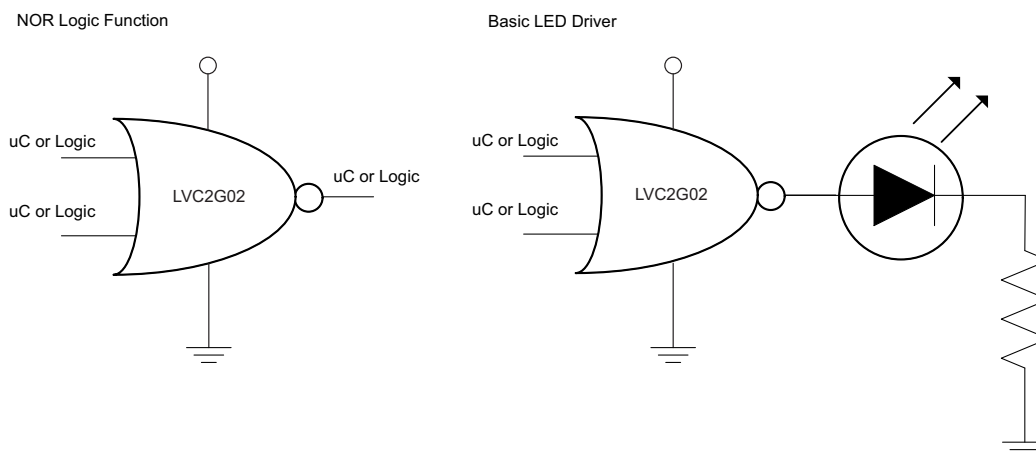 NOR Logic Function
uC or Logic
uC or Logic
LVC2G02
uC or Logic
Basic LED Driver
uC or Logic
uC or Logic
LVC2G02